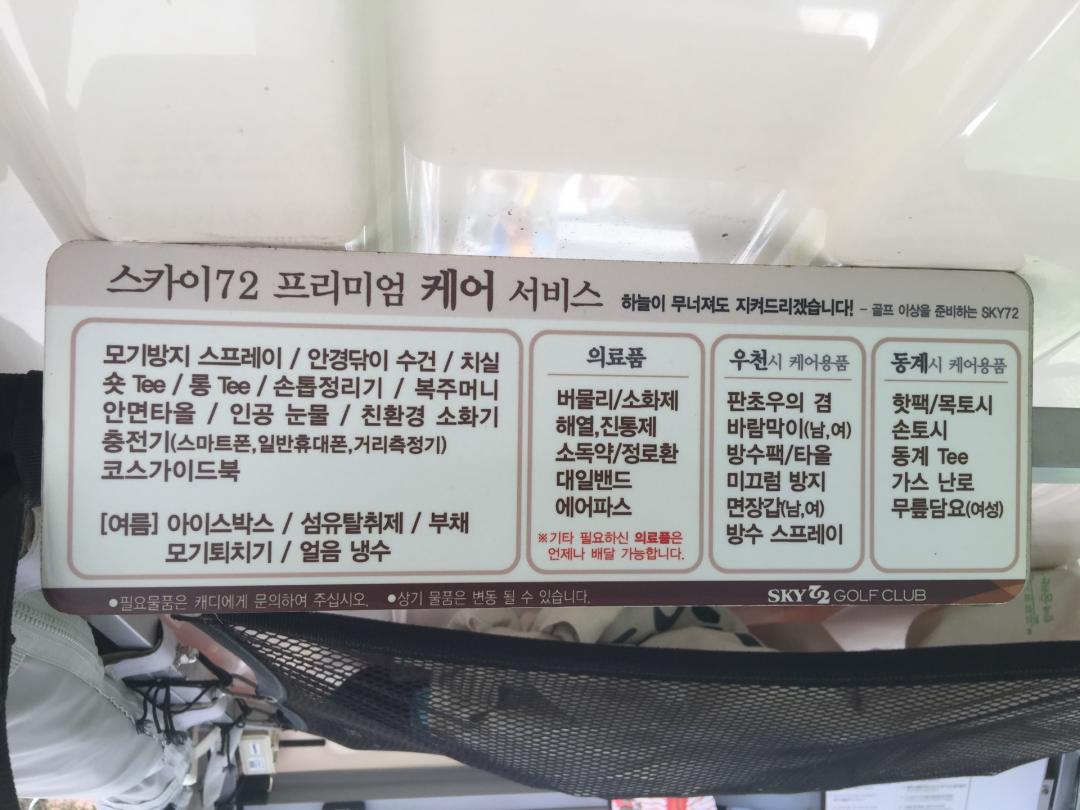 스카이72 프리미엄 케어 서비스 하늘이 무너져도 지켜드리겠습니다! - 골프 이상을 준비하는 SKY72
모기방지 스프레이 / 안경닦이 수건 / 치실
숏 Tee / 롱 Tee / 손톱정리기 / 복주머니
안면타올 / 인공 눈물 / 친환경 소화기
충전기(스마트폰,일반휴대폰,거리측정기)
코스가이드북
[여름] 아이스박스 / 섬유탈취제 / 부채
모기퇴치기 / 얼음 냉수
의료품
버물리/소화제
해열,진통제
소독약/정로환
대일밴드
에어파스
※기타 필요하신 의료품은
언제나 배달 가능합니다.
우천시 케어용품
판초우의 겸
바람막이(남,여)
방수팩/타올
미끄럼 방지
면장갑(남,여)
방수 스프레이
동계시 케어용품
핫팩/목토시
손토시
동계 Tee
가스 난로
무릎담요(여성)
●필요물품은 캐디에게 문의하여 주십시오. ●상기 물품은 변동 될 수 있습니다.
SKY72 GOLF CLUB